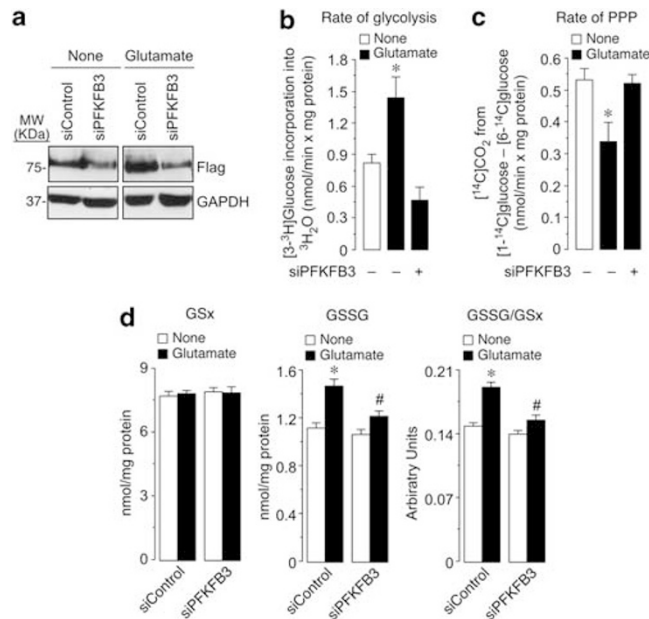 a
None
Glutamate
MW
(KDa)
siControl
siPFKFB3
siControl
siPFKFB3
75-
Flag
37-
GAPDH
b
Rate of glycolysis
None
Glutamate
[3-³H]Glucose incorporation into
³H₂O (nmol/min x mg protein)
1.8
1.5
1.2
0.9
0.6
0.3
0
*
siPFKFB3 – – +
c
Rate of PPP
None
Glutamate
[¹⁴C]CO₂ from
[1-¹⁴C]glucose – [6-¹⁴C]glucose
(nmol/min x mg protein)
0.6
0.5
0.4
0.3
0.2
0.1
0
*
siPFKFB3 – – +
d
GSx
None
Glutamate
nmol/mg protein
9
6
3
0
siControl
siPFKFB3
GSSG
None
Glutamate
nmol/mg protein
1.6
1.2
0.8
0.4
0
*
#
siControl
siPFKFB3
GSSG/GSx
None
Glutamate
Arbiratry Units
0.21
0.14
0.07
0
*
#
siControl
siPFKFB3